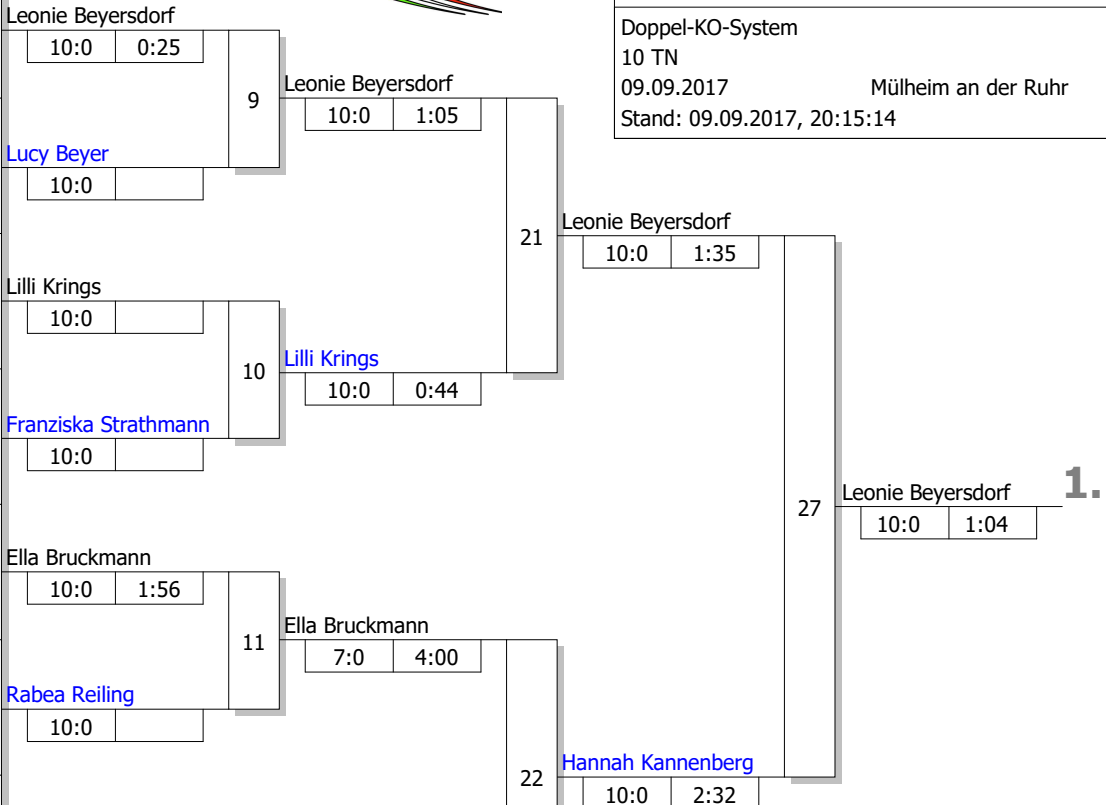 Leonie Beyersdorf
10:0 0:25
Doppel-KO-System
10 TN
09.09.2017 Mülheim an der Ruhr
Stand: 09.09.2017, 20:15:14
9
Leonie Beyersdorf
10:0 1:05
Lucy Beyer
10:0
21
Leonie Beyersdorf
10:0 1:35
Lilli Krings
10:0
10
Lilli Krings
10:0 0:44
Franziska Strathmann
10:0
27
Leonie Beyersdorf
10:0 1:04
1.
Ella Bruckmann
10:0 1:56
11
Ella Bruckmann
7:0 4:00
Rabea Reiling
10:0
22
Hannah Kannenberg
10:0 2:32